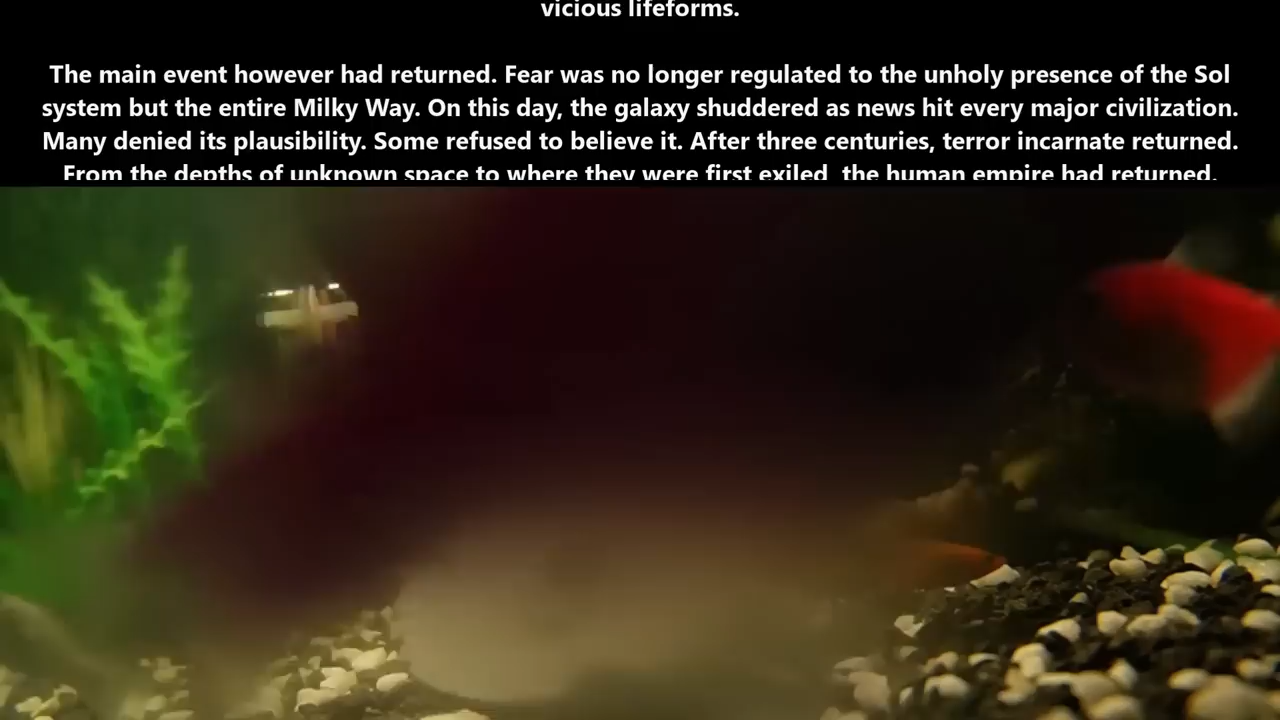 vicious lifeforms.
The main event however had returned. Fear was no longer regulated to the unholy presence of the Sol
system but the entire Milky Way. On this day, the galaxy shuddered as news hit every major civilization.
Many denied its plausibility. Some refused to believe it. After three centuries, terror incarnate returned.
From the depths of unknown space to where they were first exiled, the human empire had returned.